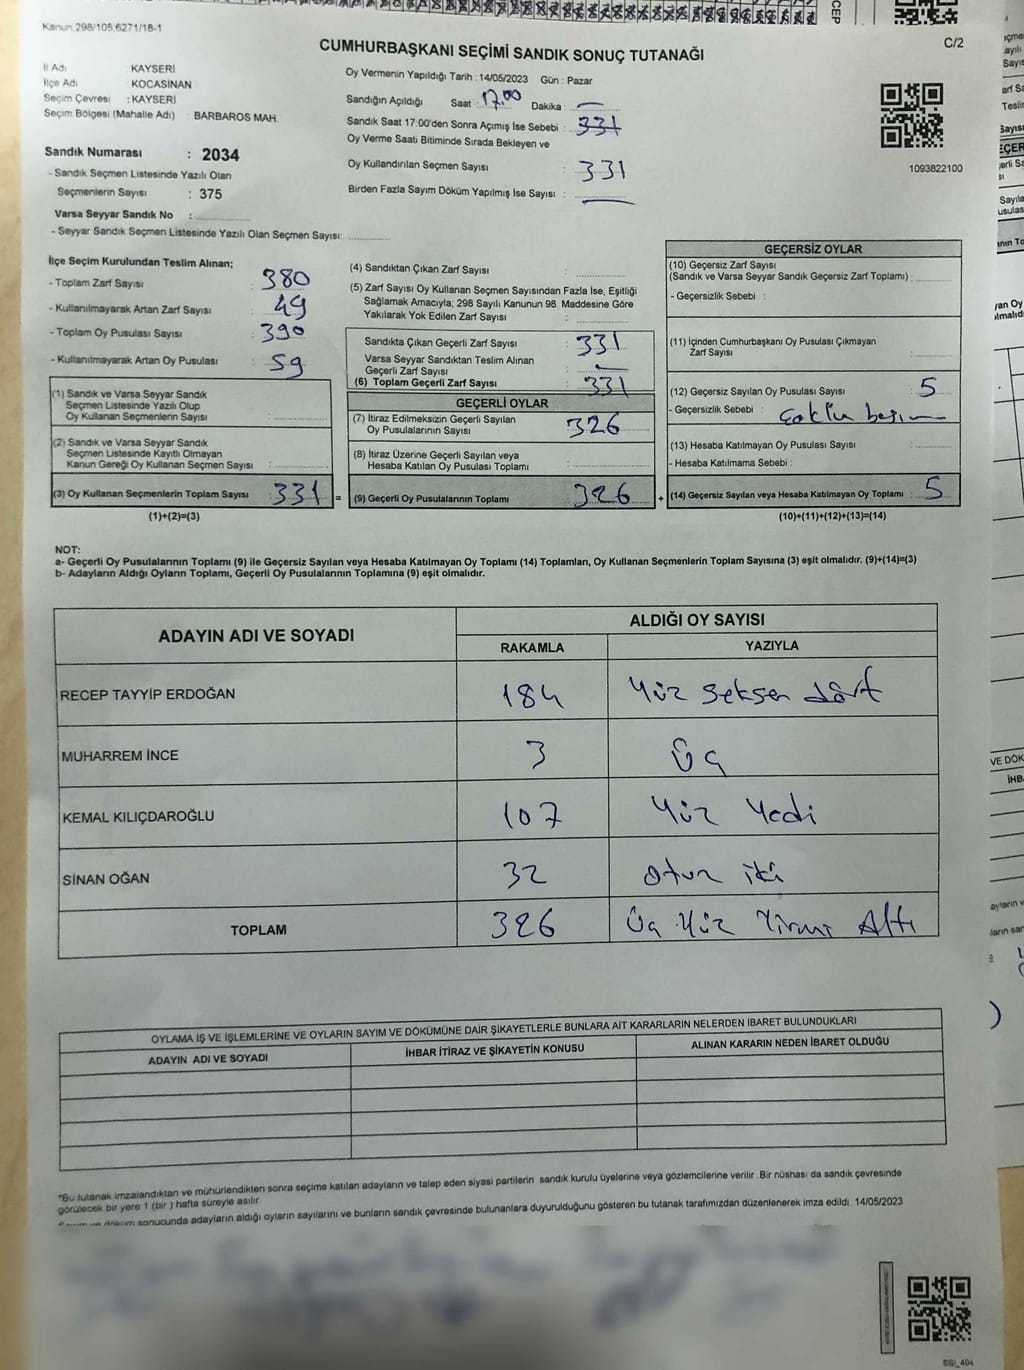 Kanun 298/105,6271/18-1
C/2
CUMHURBAŞKANI SEÇİMİ SANDIK SONUÇ TUTANAĞI
İl Adı KAYSERİ
İlçe Adı KOCASİNAN
Seçim Çevresi : KAYSERİ
Seçim Bölgesi (Mahalle Adı) : BARBAROS MAH.
Sandık Numarası : 2034
- Sandık Seçmen Listesinde Yazılı Olan
Seçmenlerin Sayısı : 375
Varsa Seyyar Sandık No :
- Seyyar Sandık Seçmen Listesinde Yazılı Olan Seçmen Sayısı:
Oy Vermenin Yapıldığı Tarih : 14/05/2023 Gün : Pazar
Sandığın Açıldığı Saat : 17.00 Dakika : —
Sandık Saat 17:00'den Sonra Açımış İse Sebebi : 331
Oy Verme Saati Bitiminde Sırada Bekleyen ve
Oy Kullandırılan Seçmen Sayısı : 331
Birden Fazla Sayım Döküm Yapılmış İse Sayısı : —
1093822100
İlçe Seçim Kurulundan Teslim Alınan;
- Toplam Zarf Sayısı : 380
- Kullanılmayarak Artan Zarf Sayısı : 49
- Toplam Oy Pusulası Sayısı : 390
- Kullanılmayarak Artan Oy Pusulası : 59
(1) Sandık ve Varsa Seyyar Sandık
Seçmen Listesinde Yazılı Olup
Oy Kullanan Seçmenlerin Sayısı :
(2) Sandık ve Varsa Seyyar Sandık
Seçmen Listesinde Kayıtlı Olmayan
Kanun Gereği Oy Kullanan Seçmen Sayısı :
(3) Oy Kullanan Seçmenlerin Toplam Sayısı : 331 =
(1)+(2)=(3)
(4) Sandıktan Çıkan Zarf Sayısı :
(5) Zarf Sayısı Oy Kullanan Seçmen Sayısından Fazla İse, Eşitliği
Sağlamak Amacıyla; 298 Sayılı Kanunun 98. Maddesine Göre
Yakılarak Yok Edilen Zarf Sayısı :
Sandıkta Çıkan Geçerli Zarf Sayısı : 331
Varsa Seyyar Sandıktan Teslim Alınan
Geçerli Zarf Sayısı : —
(6) Toplam Geçerli Zarf Sayısı : 331
GEÇERLİ OYLAR
(7) İtiraz Edilmeksizin Geçerli Sayılan
Oy Pusulalarının Sayısı : 326
(8) İtiraz Üzerine Geçerli Sayılan veya
Hesaba Katılan Oy Pusulası Toplamı :
(9) Geçerli Oy Pusulalarının Toplamı : 326 +
GEÇERSİZ OYLAR
(10) Geçersiz Zarf Sayısı
(Sandık ve Varsa Seyyar Sandık Geçersiz Zarf Toplamı) :
- Geçersizlik Sebebi :
(11) İçinden Cumhurbaşkanı Oy Pusulası Çıkmayan
Zarf Sayısı :
(12) Geçersiz Sayılan Oy Pusulası Sayısı : 5
- Geçersizlik Sebebi :
(13) Hesaba Katılmayan Oy Pusulası Sayısı :
- Hesaba Katılmama Sebebi :
(14) Geçersiz Sayılan veya Hesaba Katılmayan Oy Toplamı : 5
(10)+(11)+(12)+(13)=(14)
NOT:
a- Geçerli Oy Pusulalarının Toplamı (9) ile Geçersiz Sayılan veya Hesaba Katılmayan Oy Toplamı (14) Toplamları, Oy Kullanan Seçmenlerin Toplam Sayısına (3) eşit olmalıdır. (9)+(14)=(3)
b- Adayların Aldığı Oyların Toplamı, Geçerli Oy Pusulalarının Toplamına (9) eşit olmalıdır.
ADAYIN ADI VE SOYADI ALDIĞI OY SAYISI
RAKAMLA YAZIYLA
RECEP TAYYİP ERDOĞAN 184 Yüz seksen dört
MUHARREM İNCE 3 Üç
KEMAL KILIÇDAROĞLU 107 Yüz Yedi
SİNAN OĞAN 32 otuz iki
TOPLAM 326 Üç Yüz Yirmi Altı
OYLAMA İŞ VE İŞLEMLERİNE VE OYLARIN SAYIM VE DÖKÜMÜNE DAİR ŞİKAYETLERLE BUNLARA AİT KARARLARIN NELERDEN İBARET BULUNDUKLARI
ADAYIN ADI VE SOYADI İHBAR İTİRAZ VE ŞİKAYETİN KONUSU ALINAN KARARIN NEDEN İBARET OLDUĞU
*Bu tutanak imzalandıktan ve mühürlendikten sonra seçime katılan adayların ve talep eden siyasi partilerin sandık kurulu üyelerine veya gözlemcilerine verilir. Bir nüshası da sandık çevresinde
görülecek bir yere 1 (bir ) hafta süreyle asılır.
sonucunda adayların aldığı oyların sayılarını ve bunların sandık çevresinde bulunanlara duyurulduğunu gösteren bu tutanak tarafımızdan düzenlenerek imza edildi. 14/05/2023